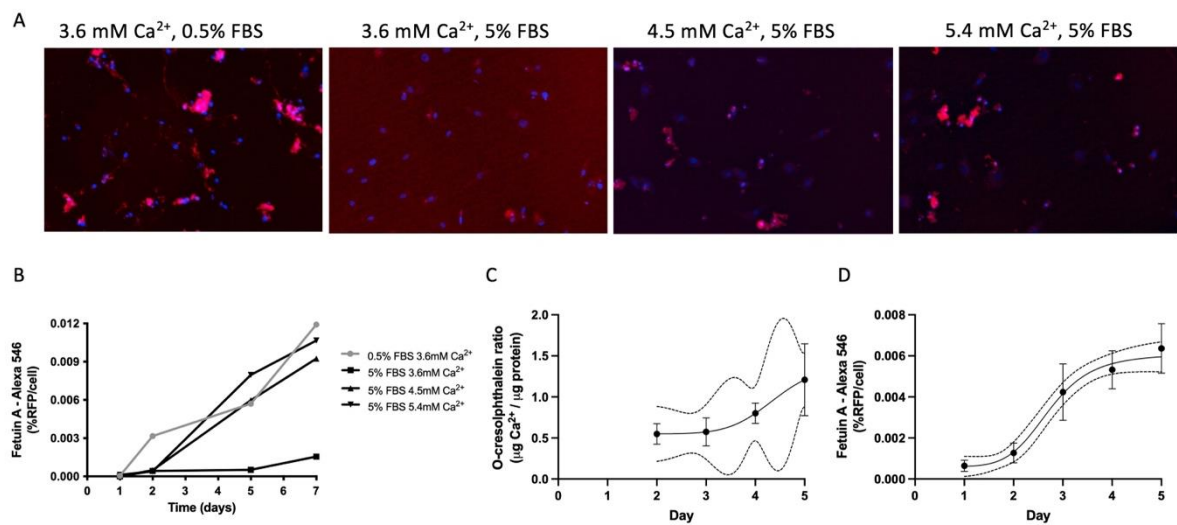 A
3.6 mM Ca²⁺, 0.5% FBS
3.6 mM Ca²⁺, 5% FBS
4.5 mM Ca²⁺, 5% FBS
5.4 mM Ca²⁺, 5% FBS
B
Fetuin A - Alexa 546
(%RFP/cell)
0.012
0.009
0.006
0.003
0.000
0 1 2 3 4 5 6 7
Time (days)
0.5% FBS 3.6mM Ca²⁺
5% FBS 3.6mM Ca²⁺
5% FBS 4.5mM Ca²⁺
5% FBS 5.4mM Ca²⁺
C
O-cresolphthalein ratio
(µg Ca²⁺ / µg protein)
2.0
1.5
1.0
0.5
0.0
0 1 2 3 4 5
Day
D
Fetuin A - Alexa 546
(%RFP/cell)
0.008
0.006
0.004
0.002
0.000
0 1 2 3 4 5
Day